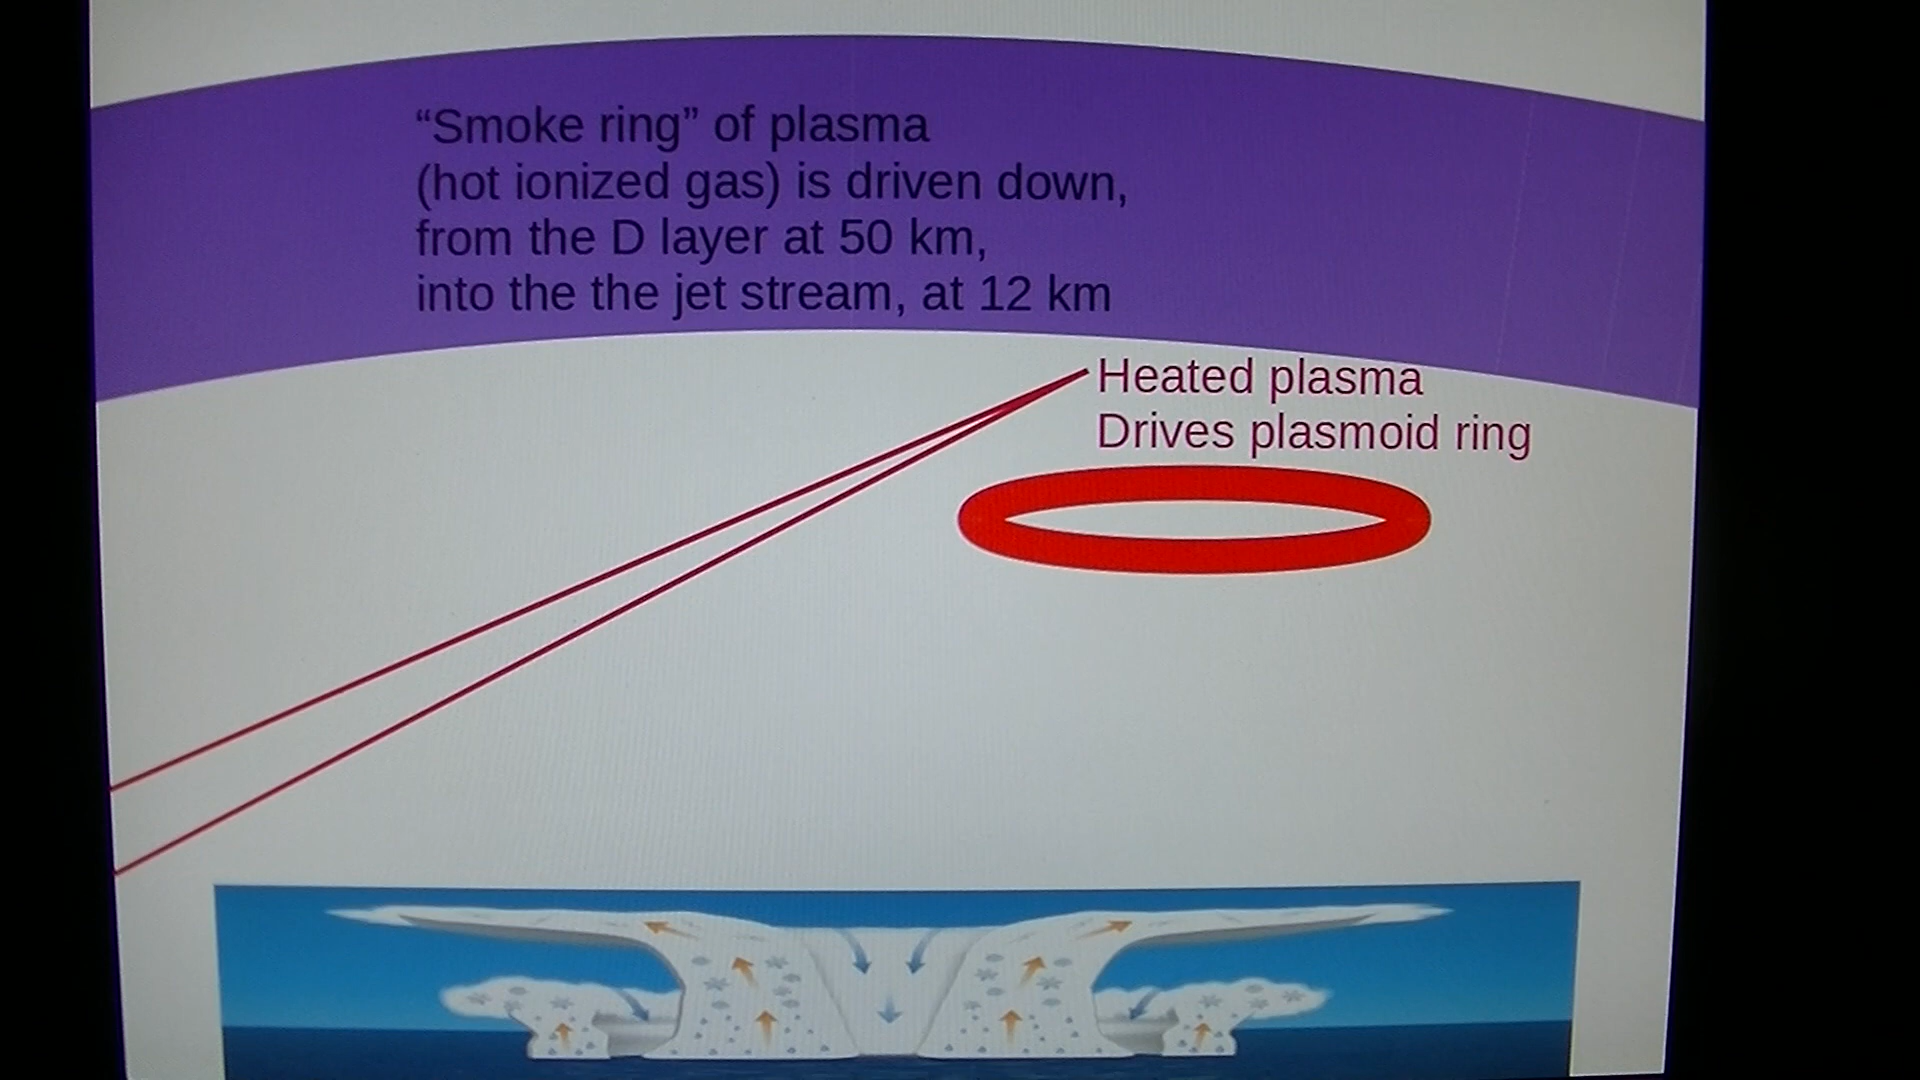 “Smoke ring” of plasma
(hot ionized gas) is driven down,
from the D layer at 50 km,
into the the jet stream, at 12 km
Heated plasma
Drives plasmoid ring